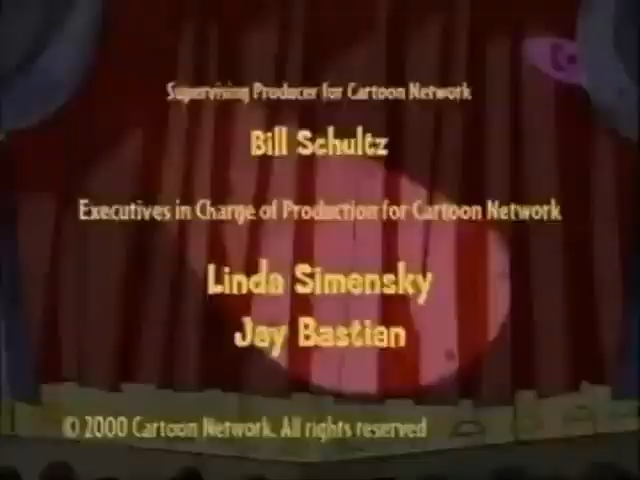 Supervising Producer for Cartoon Network
Bill Schultz
Executives in Charge of Production for Cartoon Network
Linda Simensky
Jay Bastian
© 2000 Cartoon Network. All rights reserved